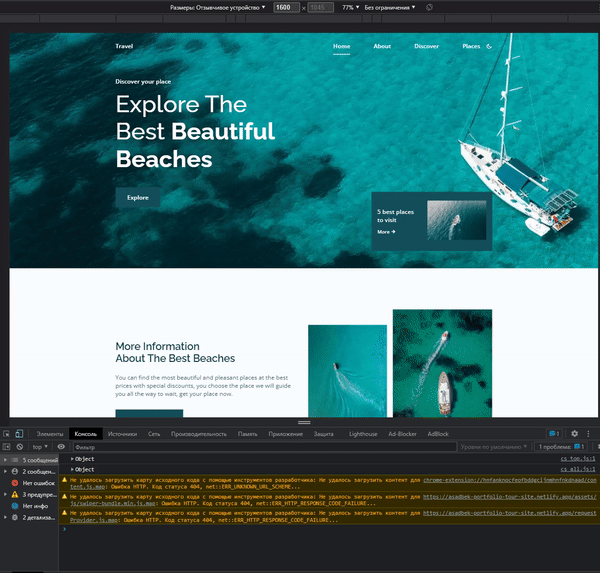 Размеры: Отзывчивое устройство ▼ 1600 × 1046 77% ▼ Без ограничения ▼
Travel Home About Discover Places
Discover your place
Explore The
Best Beautiful
Beaches
Explore
5 best places
to visit
More →
More Information
About The Best Beaches
You can find the most beautiful and pleasant places at the best
prices with special discounts, you choose the place we will guide
you all the way to wait, get your place now.
Элементы Консоль Источники Сеть Производительность Память Приложение Защита Lighthouse Ad-Blocker AdBlock 1
top ▼ Фильтр Уровни по умолчанию ▼ 1 проблема: 1
5 сообщений
2 сообщен...
Нет ошибок
3 предупре...
Нет инфо
2 детализа...
▶ Object cs_top.js:1
▶ Object cs_all.js:1
Не удалось загрузить карту исходного кода с помощью инструментов разработчика: Не удалось загрузить контент для
tent.js.map: Ошибка HTTP. Код статуса 404, net::ERR_UNKNOWN_URL_SCHEME...
Не удалось загрузить карту исходного кода с помощью инструментов разработчика: Не удалось загрузить контент для https://asadbek-portfolio-tour-site.netlify.app/assets/
js/swiper-bundle.min.js.map: Ошибка HTTP. Код статуса 404, net::ERR_HTTP_RESPONSE_CODE_FAILURE...
Не удалось загрузить карту исходного кода с помощью инструментов разработчика: Не удалось загрузить контент для https://asadbek-portfolio-tour-site.netlify.app/request
Provider.js.map: Ошибка HTTP. Код статуса 404, net::ERR_HTTP_RESPONSE_CODE_FAILURE...